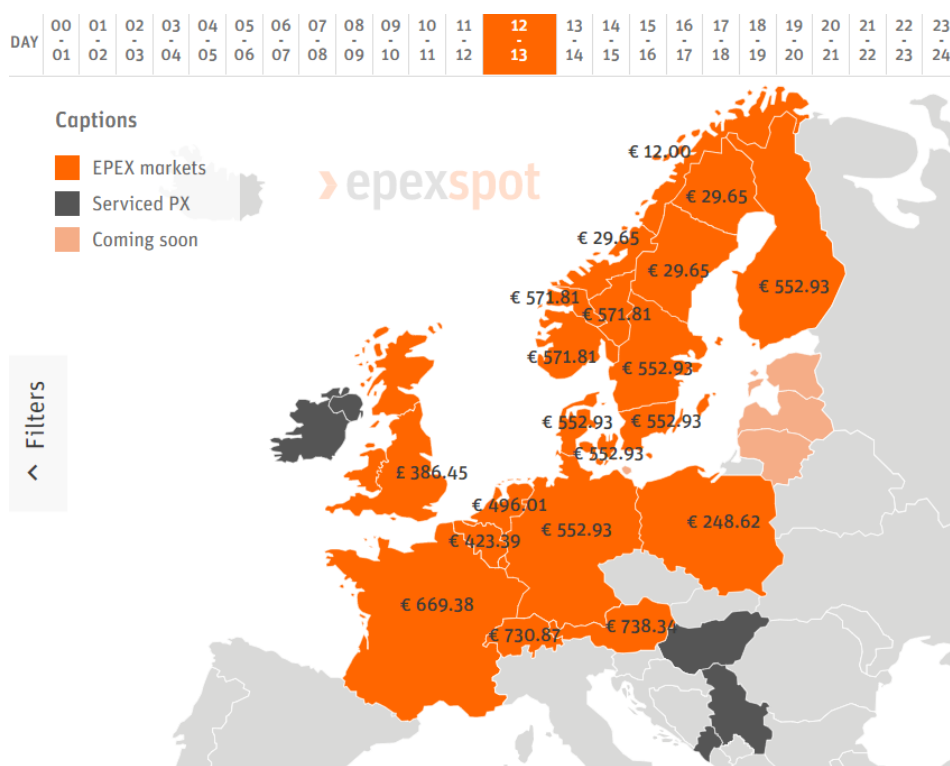 DAY 00 - 01 01 - 02 02 - 03 03 - 04 04 - 05 05 - 06 06 - 07 07 - 08 08 - 09 09 - 10 10 - 11 11 - 12 12 - 13 13 - 14 14 - 15 15 - 16 16 - 17 17 - 18 18 - 19 19 - 20 20 - 21 21 - 22 22 - 23 23 - 24
Captions
EPEX markets
Serviced PX
Coming soon
epexspot
€ 12.00
€ 29.65
€ 29.65
€ 29.65
€ 552.93
€ 571.81
€ 571.81
€ 571.81
€ 552.93
€ 552.93
€ 552.93
€ 552.93
£ 386.45
€ 496.01
€ 552.93
€ 248.62
€ 423.39
€ 669.38
€ 730.87
€ 738.34
Filters